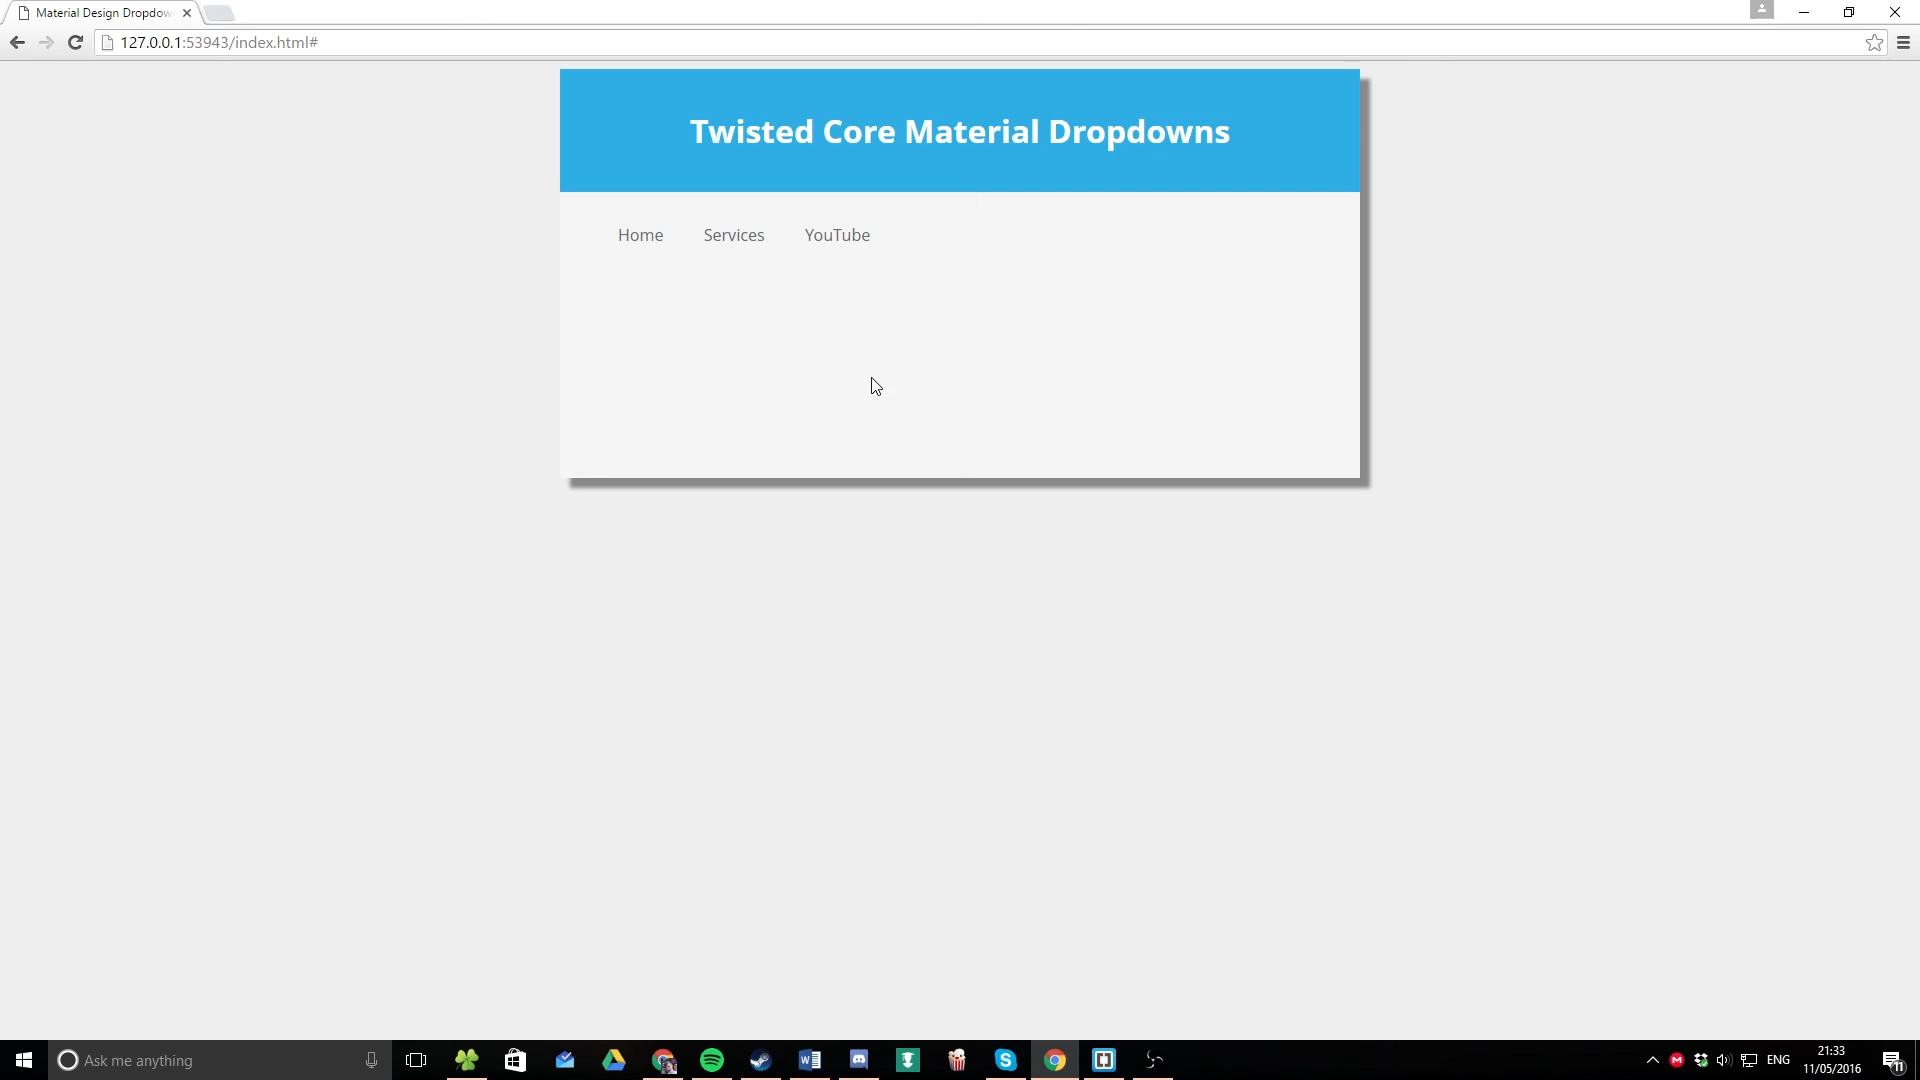 Material Design Dropdow
127.0.0.1:53943/index.html#
Twisted Core Material Dropdowns
Home Services YouTube
Ask me anything
ENG
21:33
11/05/2016
11